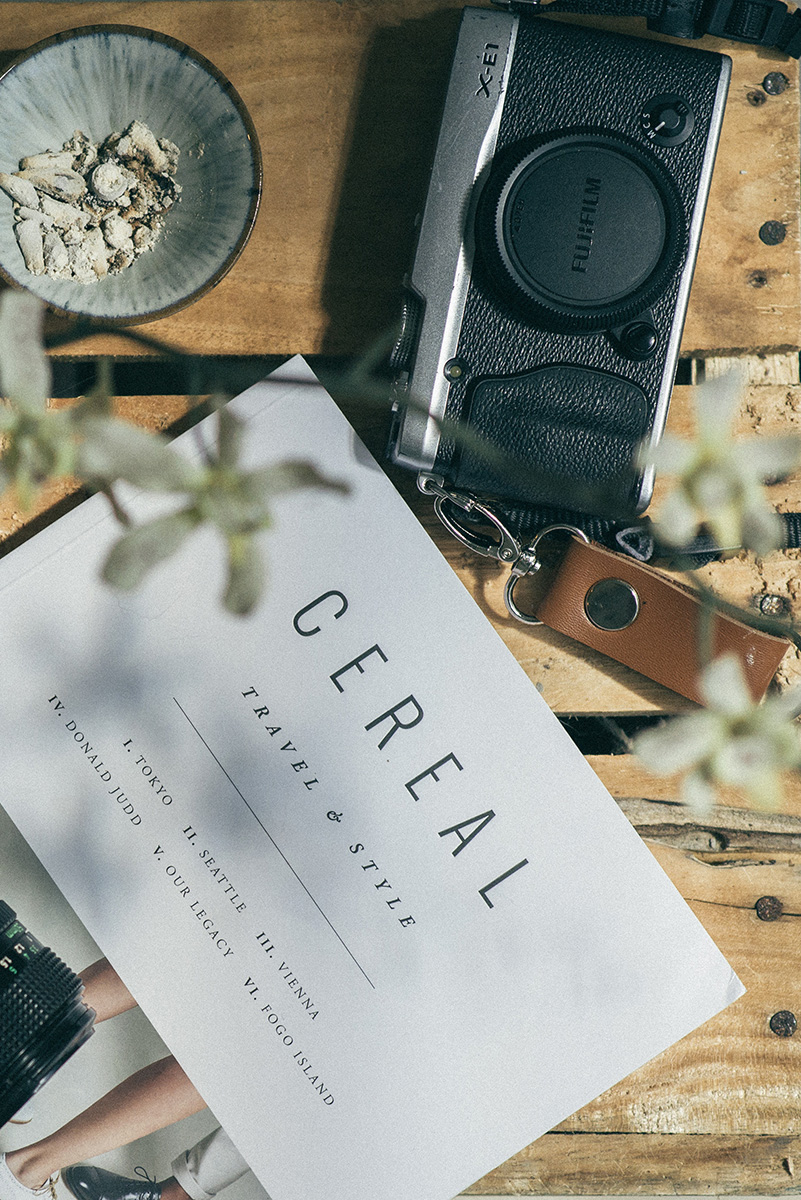 X-E1
M C S
FUJIFILM
CEREAL
TRAVEL & STYLE
I. TOKYO II. SEATTLE III. VIENNA
IV. DONALD JUDD V. OUR LEGACY VI. FOGO ISLAND